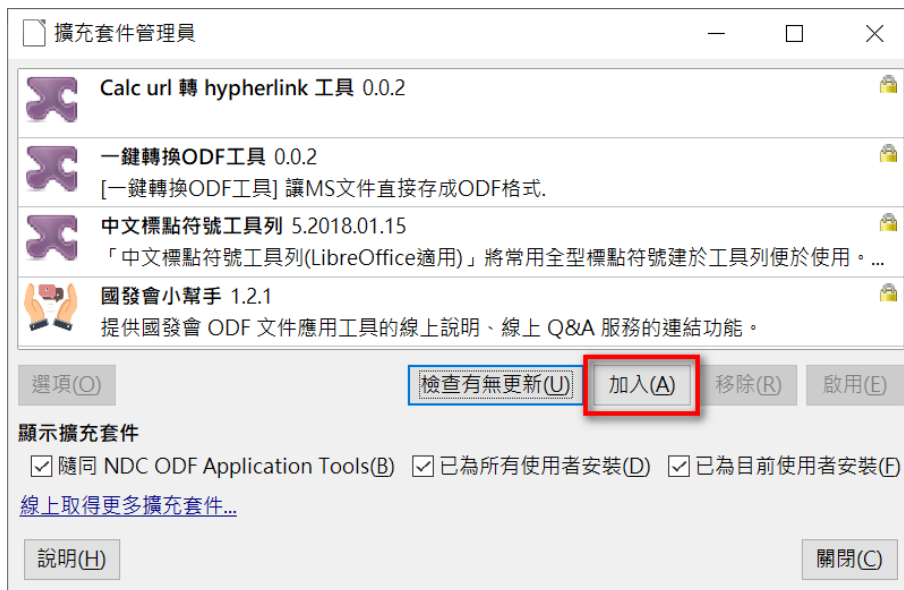 擴充套件管理員
Calc url 轉 hypherlink 工具 0.0.2
一鍵轉換ODF工具 0.0.2
[一鍵轉換ODF工具] 讓MS文件直接存成ODF格式.
中文標點符號工具列 5.2018.01.15
「中文標點符號工具列(LibreOffice適用)」將常用全型標點符號建於工具列便於使用。...
國發會小幫手 1.2.1
提供國發會 ODF 文件應用工具的線上說明、線上 Q&A 服務的連結功能。
選項(O) 檢查有無更新(U) 加入(A) 移除(R) 啟用(E)
顯示擴充套件
隨同 NDC ODF Application Tools(B) 已為所有使用者安裝(D) 已為目前使用者安裝(F)
線上取得更多擴充套件...
說明(H) 關閉(C)